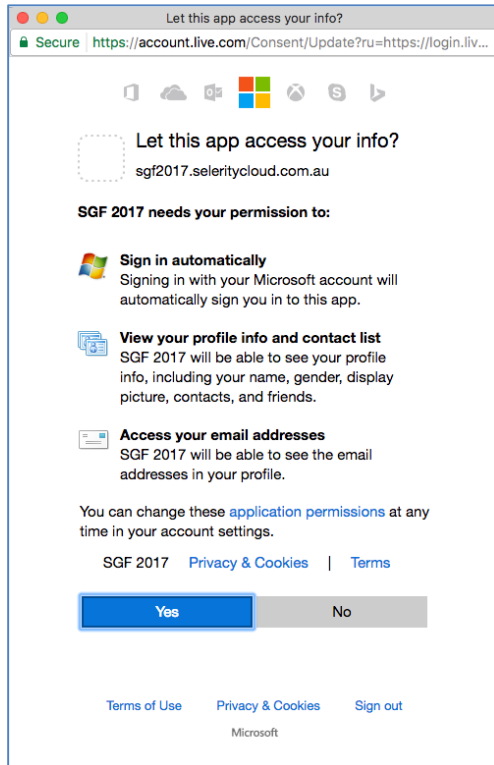 Let this app access your info?
Secure https://account.live.com/Consent/Update?ru=https://login.liv...
Let this app access your info?
sgf2017.seleritycloud.com.au
SGF 2017 needs your permission to:
Sign in automatically
Signing in with your Microsoft account will
automatically sign you in to this app.
View your profile info and contact list
SGF 2017 will be able to see your profile
info, including your name, gender, display
picture, contacts, and friends.
Access your email addresses
SGF 2017 will be able to see the email
addresses in your profile.
You can change these application permissions at any
time in your account settings.
SGF 2017 Privacy & Cookies | Terms
Yes No
Terms of Use Privacy & Cookies Sign out
Microsoft